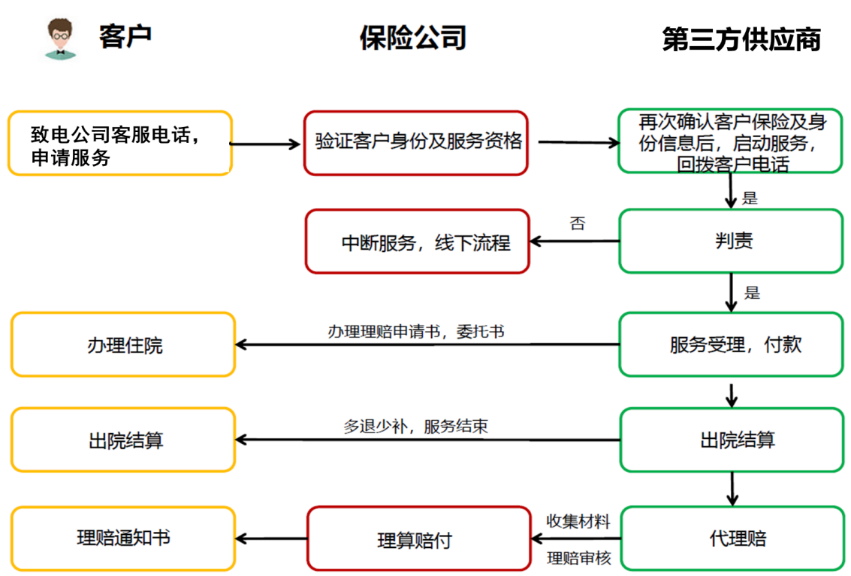 客户
保险公司
第三方供应商
致电公司客服电话，
申请服务
验证客户身份及服务资格
再次确认客户保险及身
份信息后，启动服务，
回拨客户电话
是
中断服务，线下流程
否
判责
是
办理住院
办理理赔申请书，委托书
服务受理，付款
出院结算
多退少补，服务结束
出院结算
理赔通知书
理算赔付
收集材料
理赔审核
代理赔